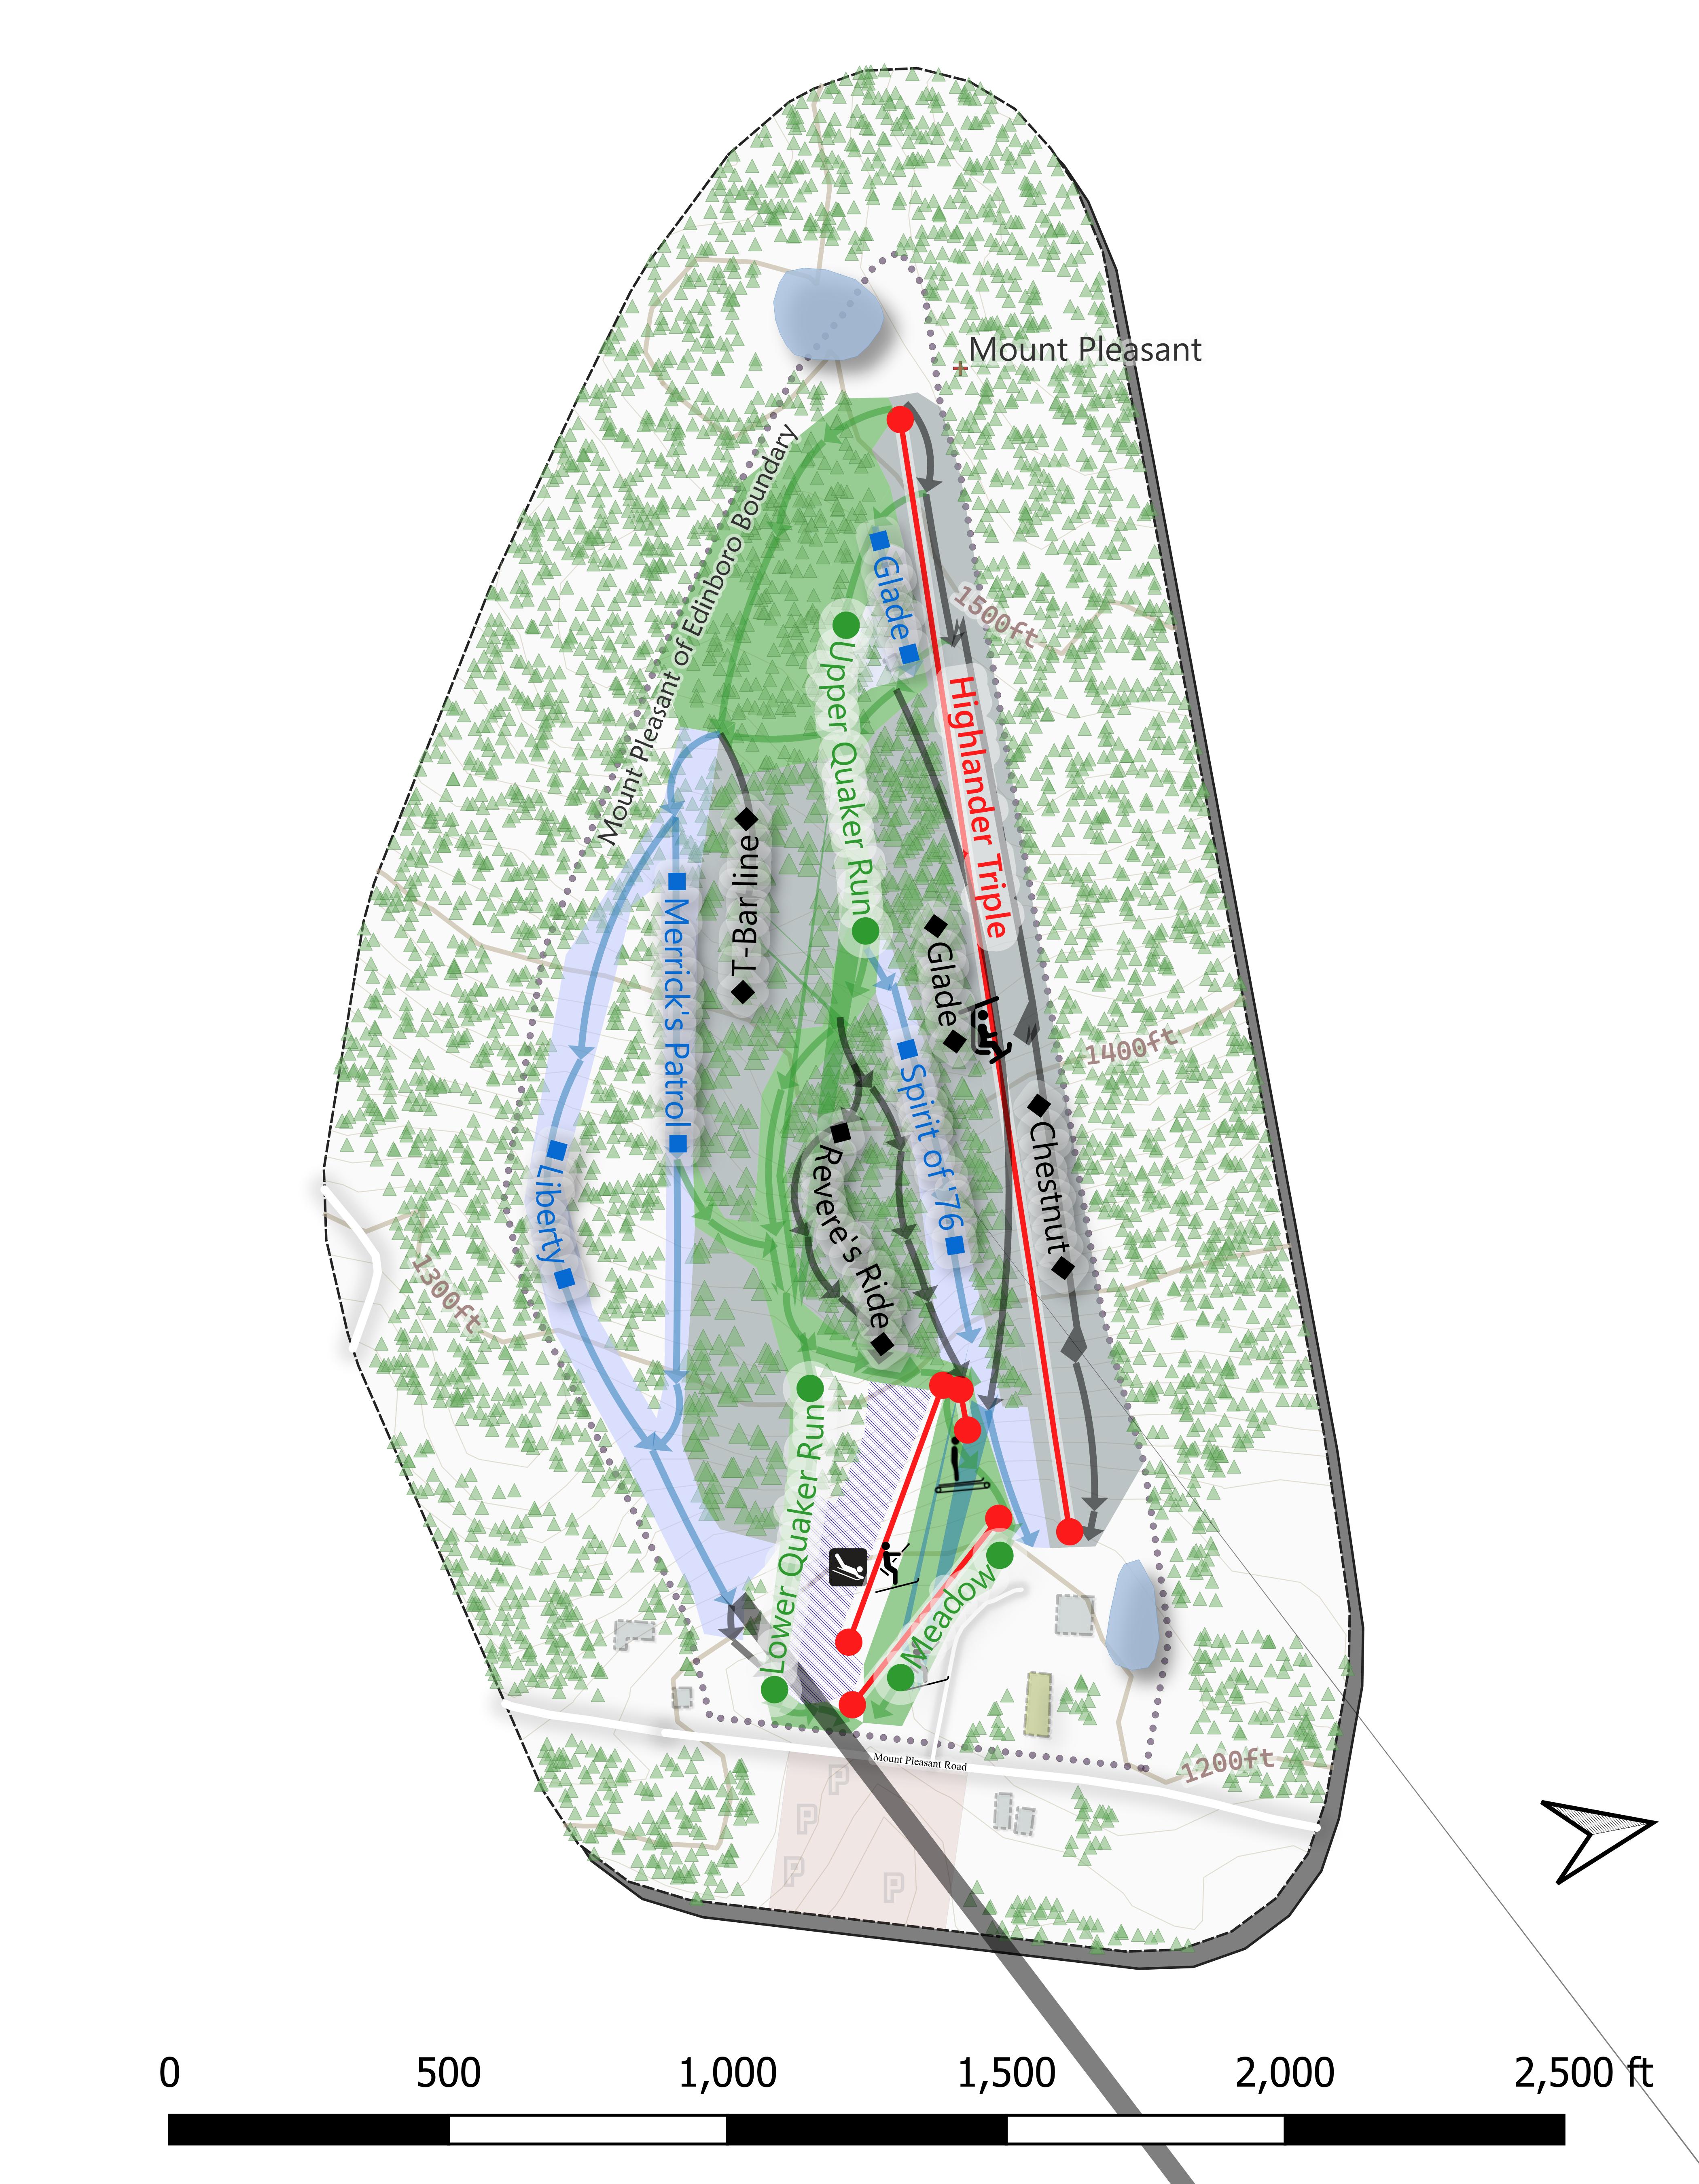 Mount Pleasant
Mount Pleasant of Edinboro Boundary
Glade
1500ft
Upper Quaker Run
Highlander Triple
T-Bar line
Merrick's Patrol
Glade
Spirit of '76
1400ft
Chestnut
Revere's Ride
Liberty
1300ft
Lower Quaker Run
Meadow
Mount Pleasant Road
1200ft
P
P
P
P
0 500 1,000 1,500 2,000 2,500 ft